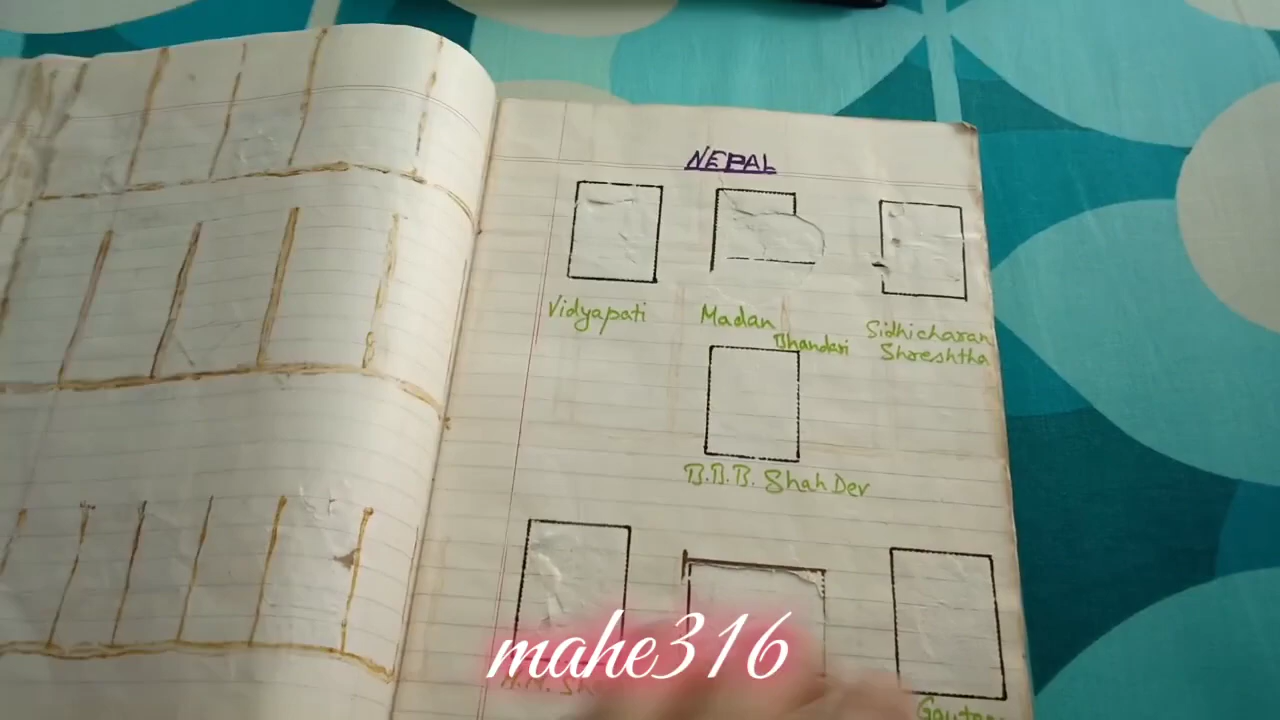 NEPAL
Vidyapati
Madan
Bhandari
Sidhicharan
Shreshtha
B.B.B. Shah Dev
mahe316